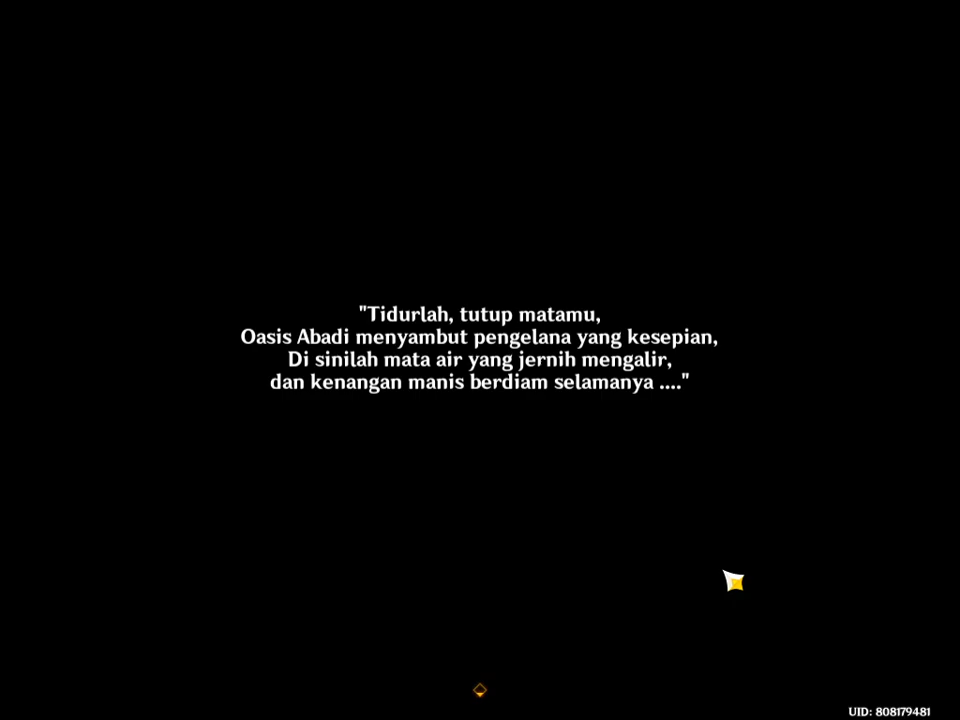 "Tidurlah, tutup matamu,
Oasis Abadi menyambut pengelana yang kesepian,
Di sinilah mata air yang jernih mengalir,
dan kenangan manis berdiam selamanya ...."
UID: 808179481